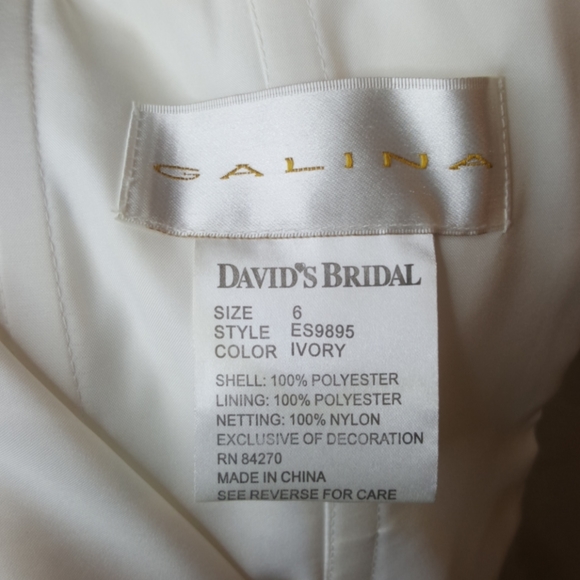 GALINA
DAVID'S BRIDAL
SIZE 6
STYLE ES9895
COLOR IVORY
SHELL: 100% POLYESTER
LINING: 100% POLYESTER
NETTING: 100% NYLON
EXCLUSIVE OF DECORATION
RN 84270
MADE IN CHINA
SEE REVERSE FOR CARE